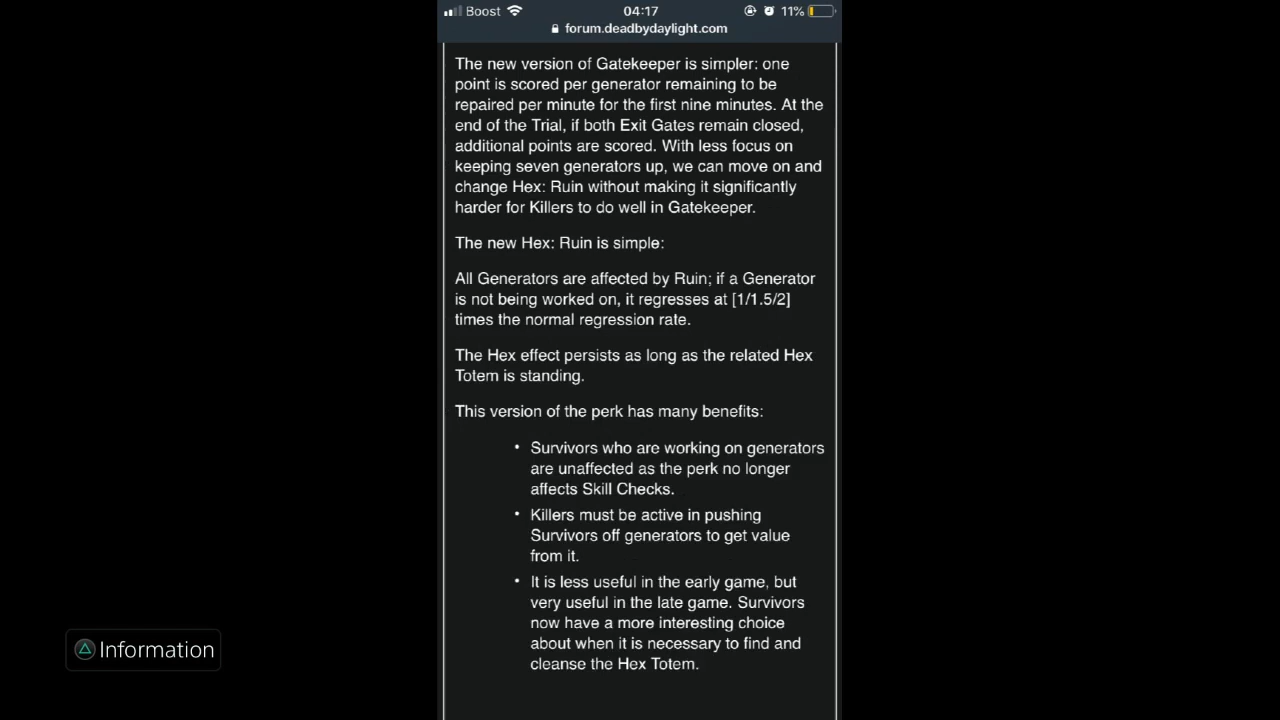 Boost
04:17
11%
forum.deadbydaylight.com
The new version of Gatekeeper is simpler: one
point is scored per generator remaining to be
repaired per minute for the first nine minutes. At the
end of the Trial, if both Exit Gates remain closed,
additional points are scored. With less focus on
keeping seven generators up, we can move on and
change Hex: Ruin without making it significantly
harder for Killers to do well in Gatekeeper.
The new Hex: Ruin is simple:
All Generators are affected by Ruin; if a Generator
is not being worked on, it regresses at [1/1.5/2]
times the normal regression rate.
The Hex effect persists as long as the related Hex
Totem is standing.
This version of the perk has many benefits:
• Survivors who are working on generators
are unaffected as the perk no longer
affects Skill Checks.
• Killers must be active in pushing
Survivors off generators to get value
from it.
• It is less useful in the early game, but
very useful in the late game. Survivors
now have a more interesting choice
about when it is necessary to find and
cleanse the Hex Totem.
Information